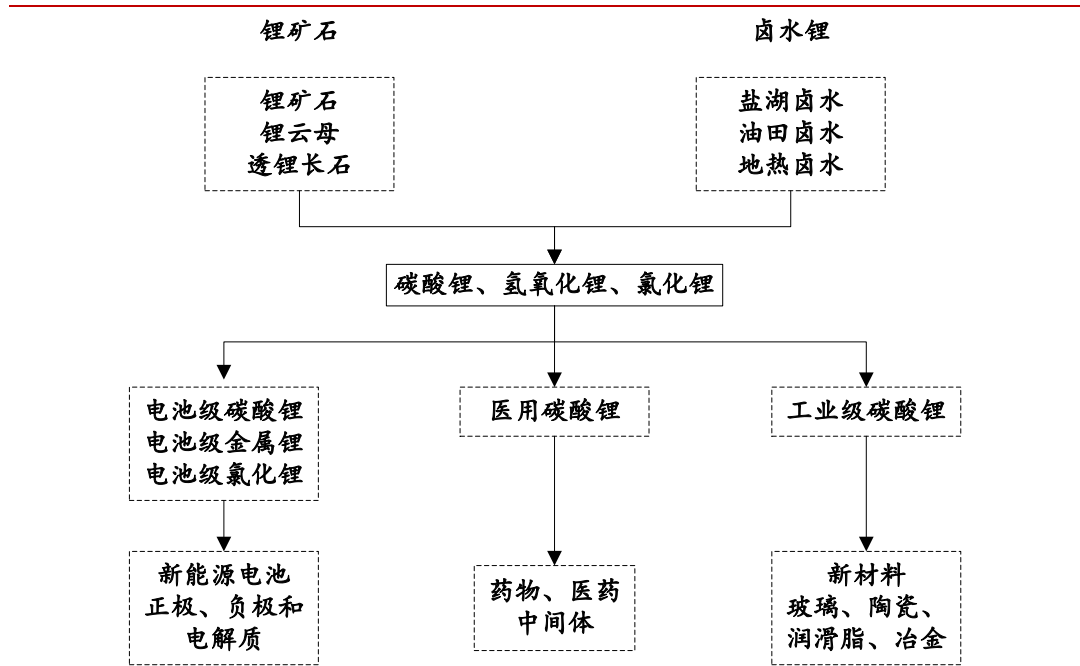 锂矿石
卤水锂
锂矿石
锂云母
透锂长石
盐湖卤水
油田卤水
地热卤水
碳酸锂、氢氧化锂、氯化锂
电池级碳酸锂
电池级金属锂
电池级氯化锂
医用碳酸锂
工业级碳酸锂
新能源电池
正极、负极和
电解质
药物、医药
中间体
新材料
玻璃、陶瓷、
润滑脂、冶金